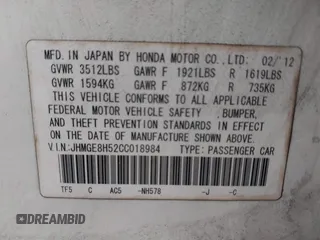 MFD. IN JAPAN BY HONDA MOTOR CO.,LTD. 02/'12
GVWR 3512LBS GAWR F 1921LBS R 1619LBS
GVWR 1594KG GAWR F 872KG R 735KG
THIS VEHICLE CONFORMS TO ALL APPLICABLE
FEDERAL MOTOR VEHICLE SAFETY ,BUMPER,
AND THEFT PREVENTION STANDARDS IN EFFECT
ON THE DATE OF MANUFACTURE SHOWN ABOVE.
V.I.N:JHMGE8H52CC018984 TYPE: PASSENGER CAR
TF5 C AC5 -NH578 -J -C
© AUTOBIDMASTER
DREAMBID